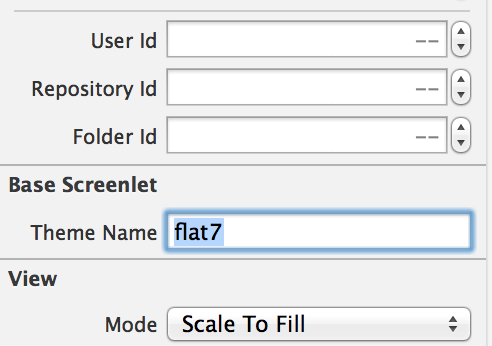 User Id --
Repository Id --
Folder Id --
Base Screenlet
Theme Name flat7
View
Mode Scale To Fill